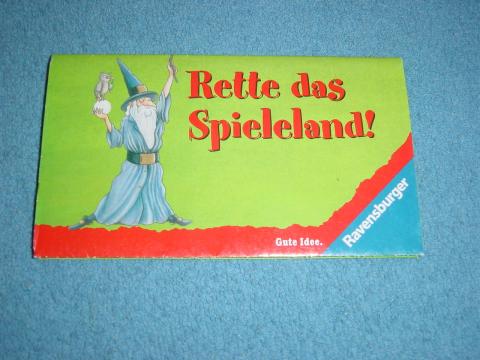 Rette das
Spieleland!
Gute Idee.
Ravensburger